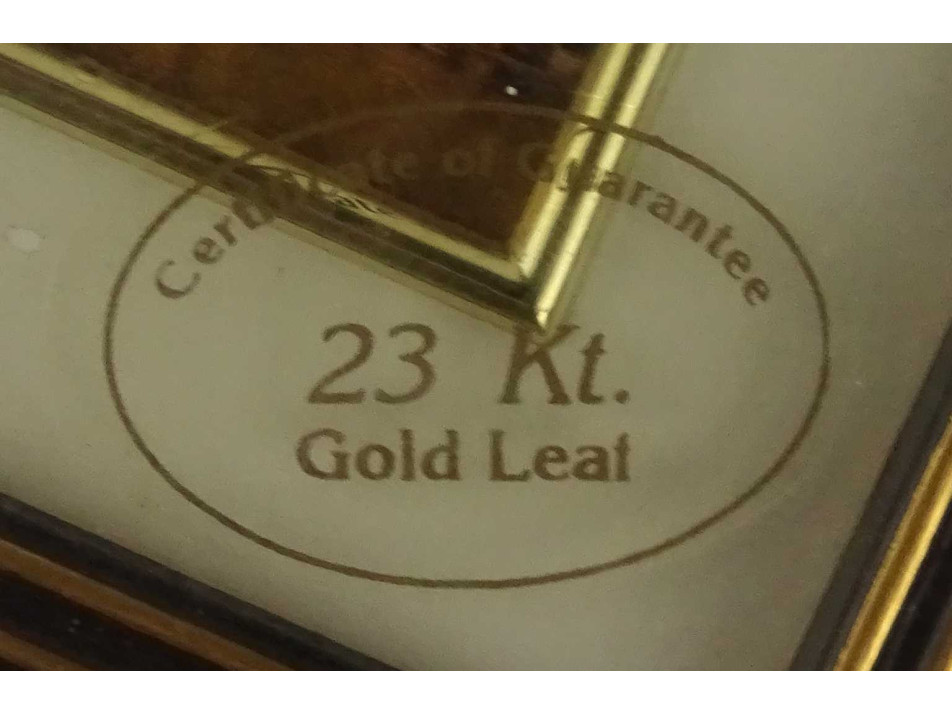 Certificate of Guarantee
23 Kt.
Gold Leaf